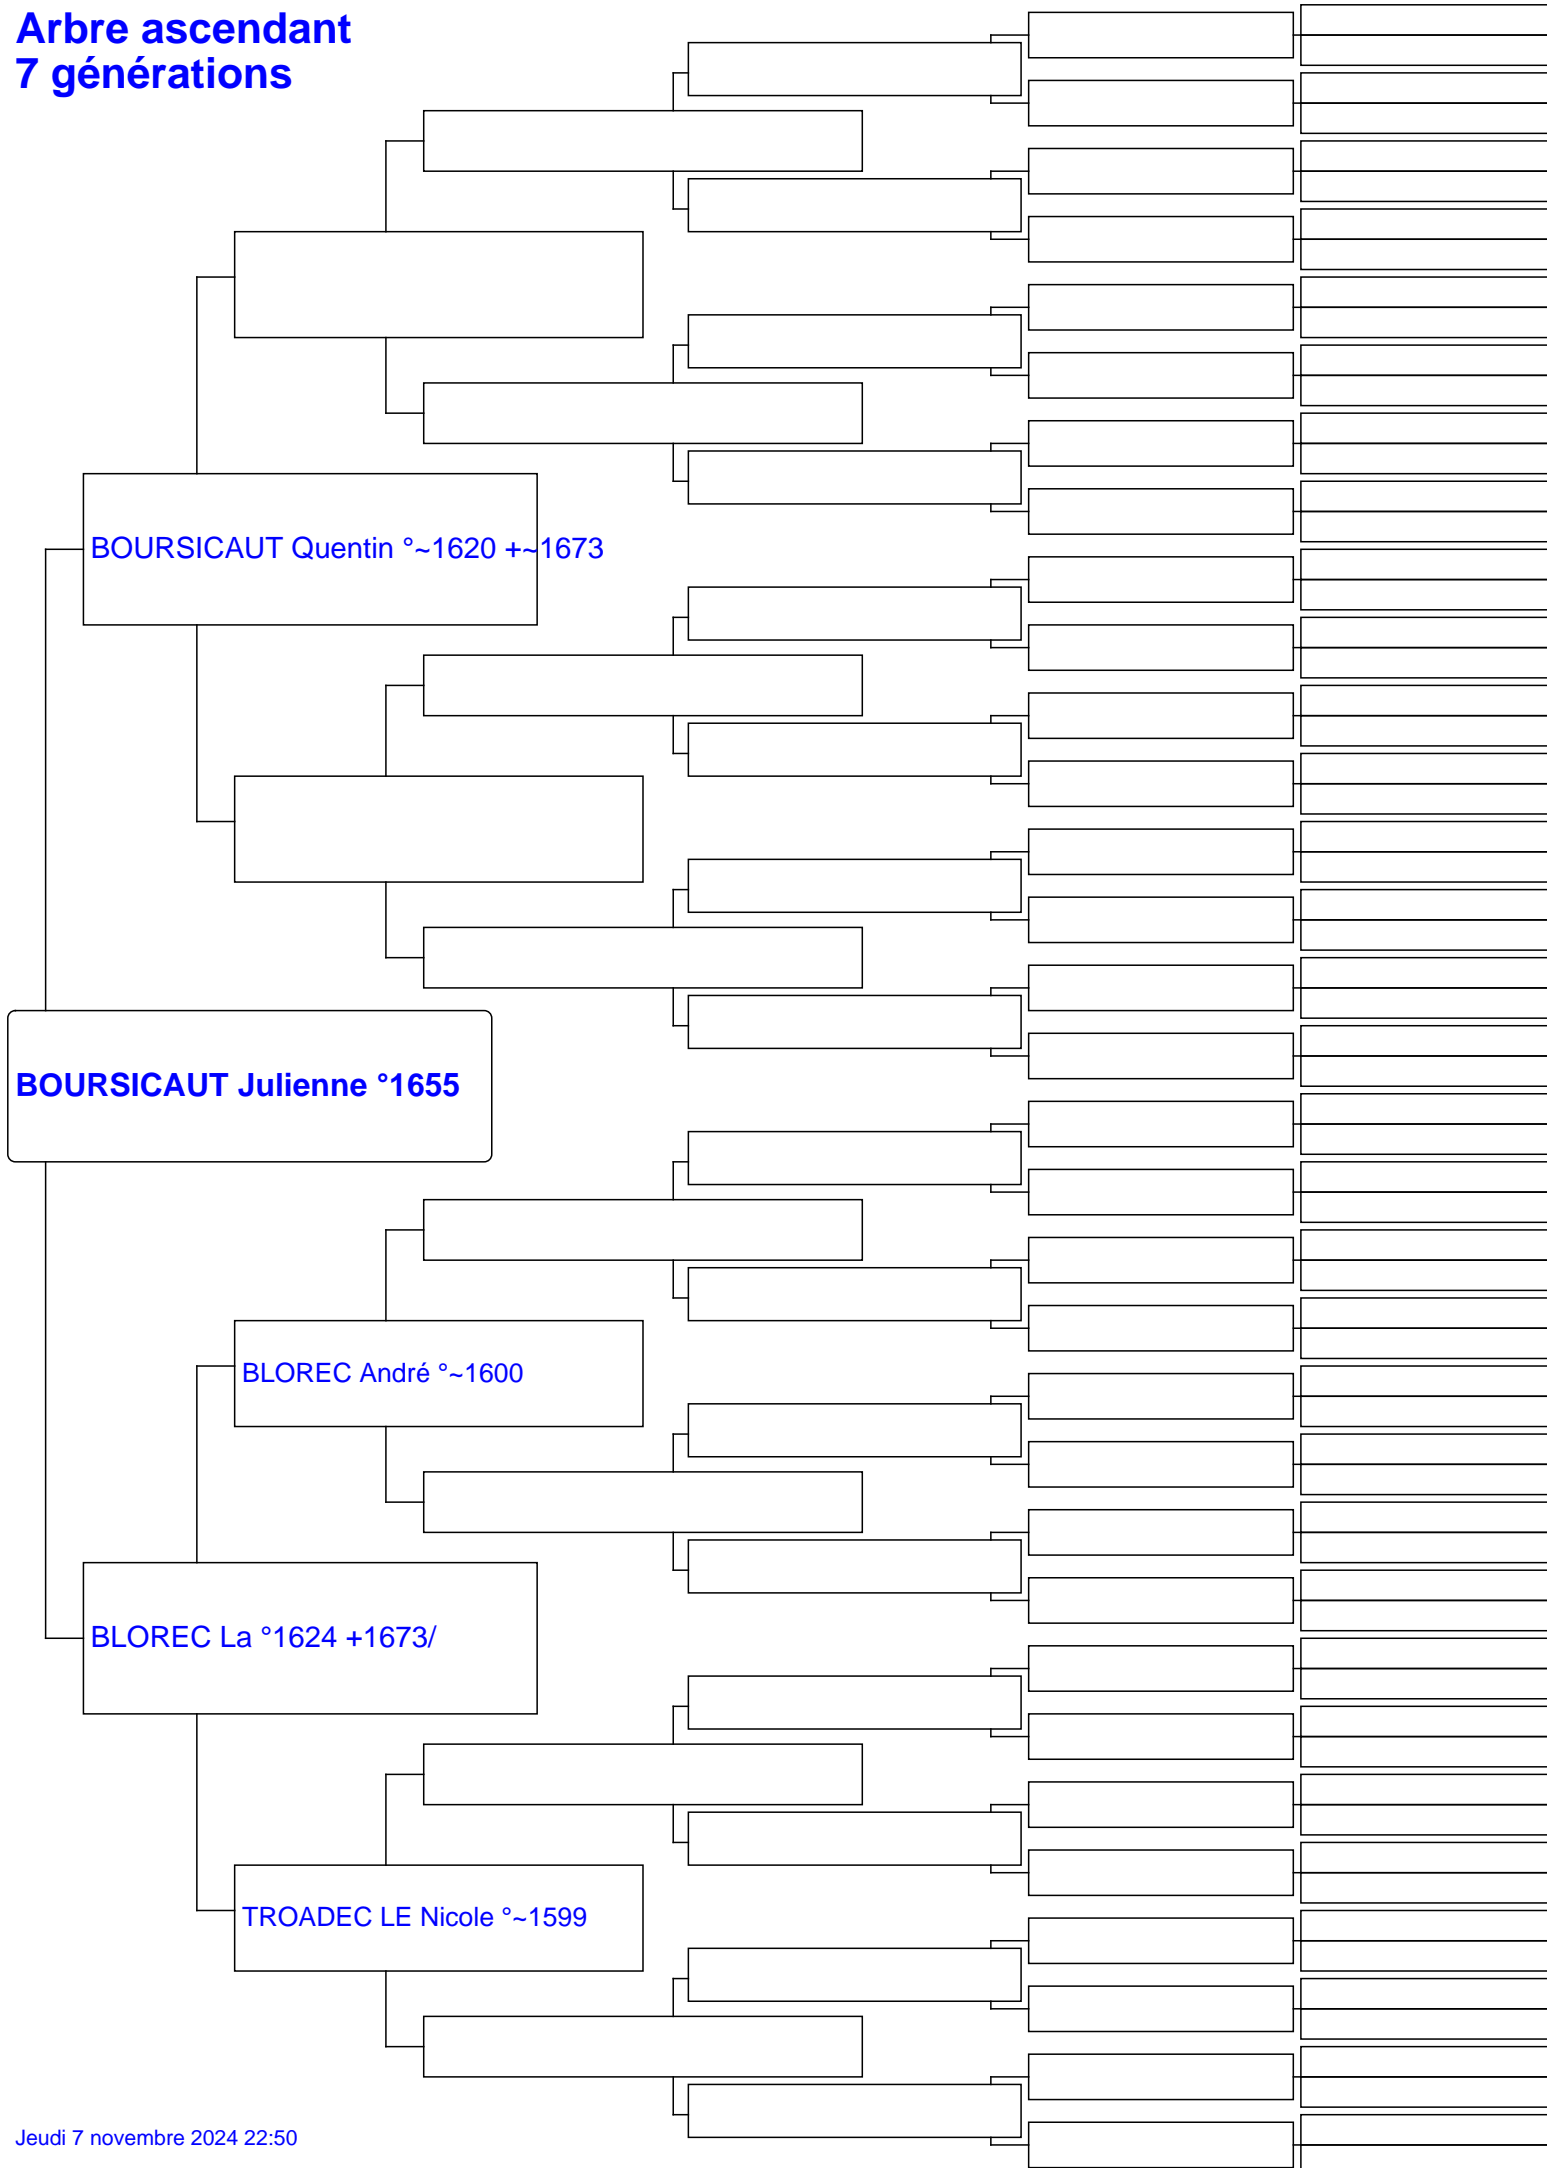 Arbre ascendant
7 générations
BOURSICAUT Quentin °~1620 +~1673
BOURSICAUT Julienne °1655
BLOREC André °~1600
BLOREC La °1624 +1673/
TROADEC LE Nicole °~1599
Jeudi 7 novembre 2024 22:50